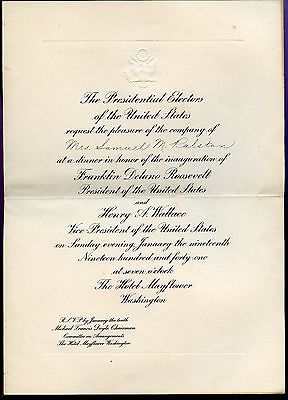 The Presidential Electors
of the United States
request the pleasure of the company of
Mrs. Samuel M. Ralston
at a dinner in honor of the inauguration of
Franklin Delano Roosevelt
President of the United States
and
Henry A. Wallace
Vice President of the United States
on Sunday evening, January the nineteenth
Nineteen hundred and forty-one
at seven o'clock
The Hotel Mayflower
Washington
R.S.V.P. by January the tenth
Michael Francis Doyle Chairman
Committee on Arrangements
The Hotel Mayflower Washington